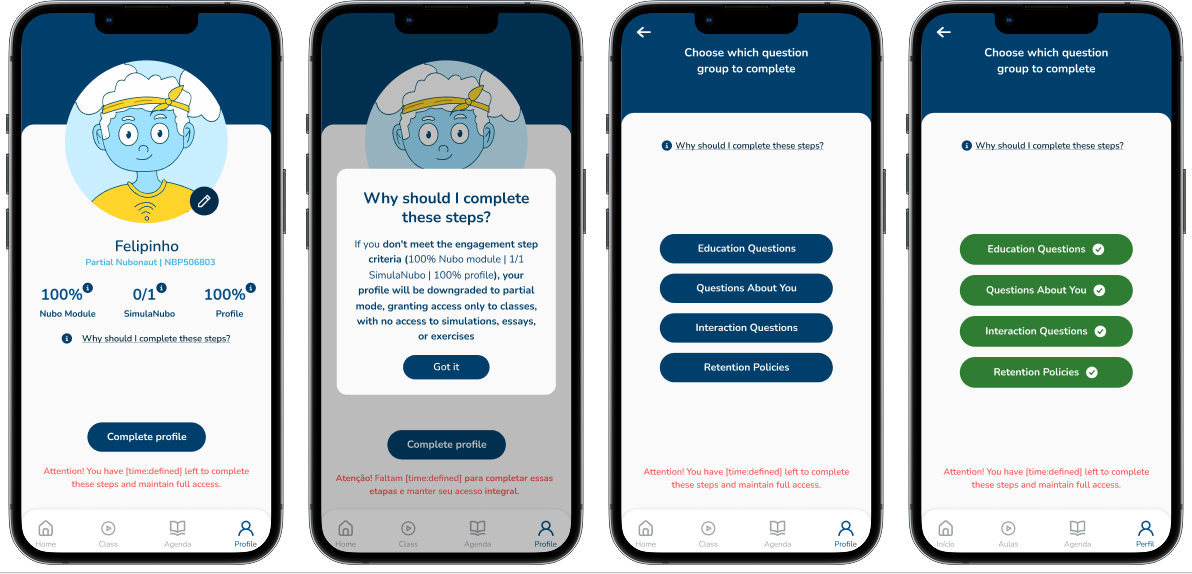 Felipinho
Partial Nubonaut | NBP506803
100% 0/1 100%
Nubo Module SimulaNubo Profile
Why should I complete these steps?
Complete profile
Attention! You have [time:defined] left to complete
these steps and maintain full access.
Home Class Agenda Profile
Why should I complete
these steps?
If you don't meet the engagement step
criteria (100% Nubo module | 1/1
SimulaNubo | 100% profile), your
profile will be downgraded to partial
mode, granting access only to classes,
with no access to simulations, essays,
or exercises
Got it
Complete profile
Atenção! Faltam [time:defined] para completar essas
etapas e manter seu acesso integral.
Home Class Agenda Profile
Choose which question
group to complete
Why should I complete these steps?
Education Questions
Questions About You
Interaction Questions
Retention Policies
Attention! You have [time:defined] left to complete
these steps and maintain full access.
Home Class Agenda Profile
Choose which question
group to complete
Why should I complete these steps?
Education Questions
Questions About You
Interaction Questions
Retention Policies
Attention! You have [time:defined] left to complete
these steps and maintain full access.
Início Aulas Agenda Perfil